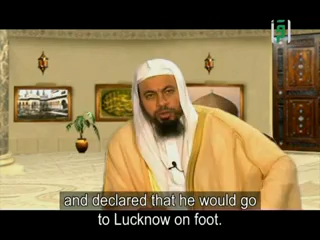 and declared that he would go
to Lucknow on foot.